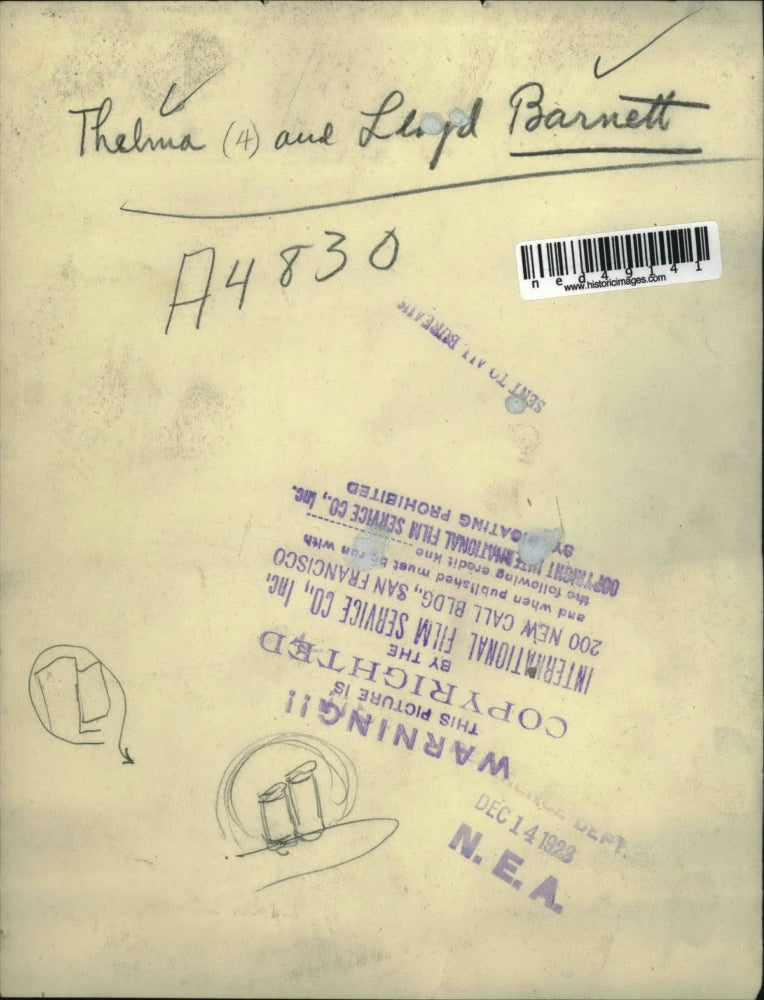 Thelma (4) and Lloyd Barnett
A4830
ned49141
www.historicimages.com
SENT TO ALL BUREAUS
WARNING!!
THIS PICTURE IS
COPYRIGHTED
BY THE
INTERNATIONAL FILM SERVICE CO., Inc.
200 NEW CALL BLDG., SAN FRANCISCO
and when published must be run with
the following credit line
COPYRIGHT INTERNATIONAL FILM SERVICE CO., Inc.
SYNDICATING PROHIBITED
DEPT.
DEC 14 1928
N. E. A.